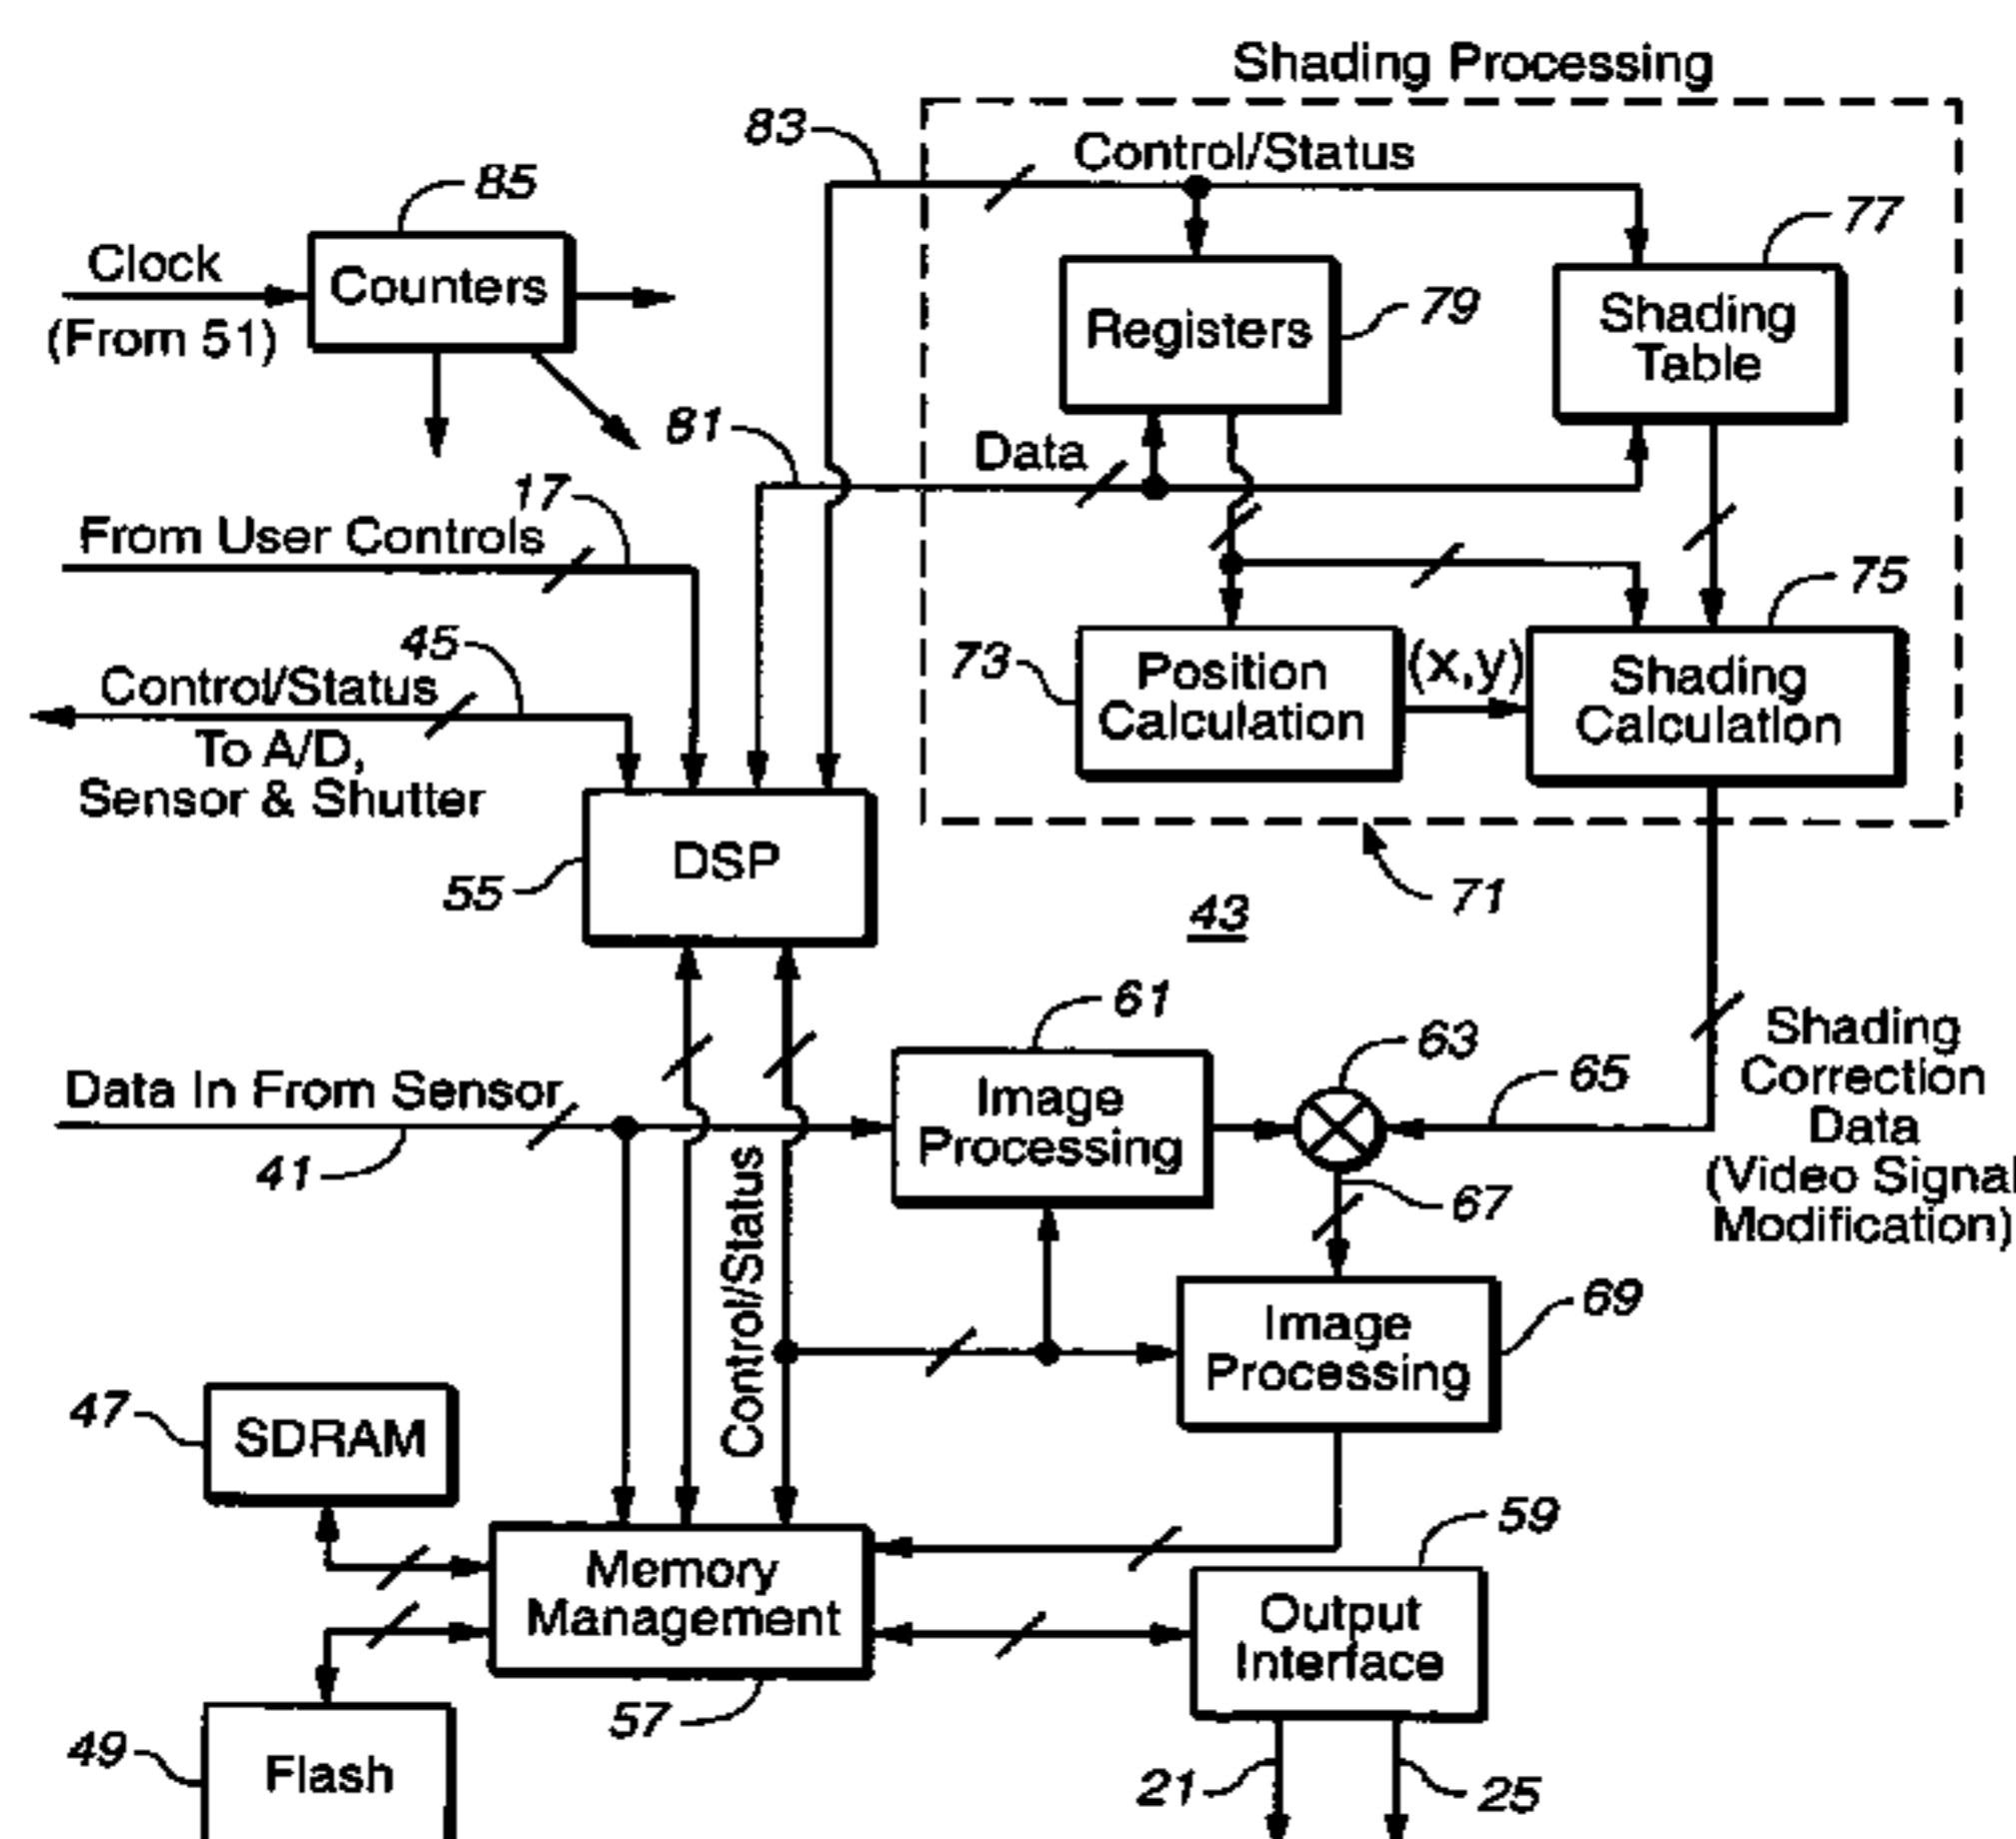 Shading Processing
83
Control/Status
85
77
Clock
Counters
(From 51)
Registers
79
Shading
Table
81
Data
17
From User Controls
75
45
Control/Status
To A/D,
Sensor & Shutter
73
Position
Calculation
(x,y)
Shading
Calculation
DSP
55
71
43
61
63
Shading
Correction
Data
(Video Signal
Modification)
65
Data In From Sensor
41
Image
Processing
67
Control/Status
69
Image
Processing
47
SDRAM
59
Memory
Management
Output
Interface
57
49
Flash
21
25